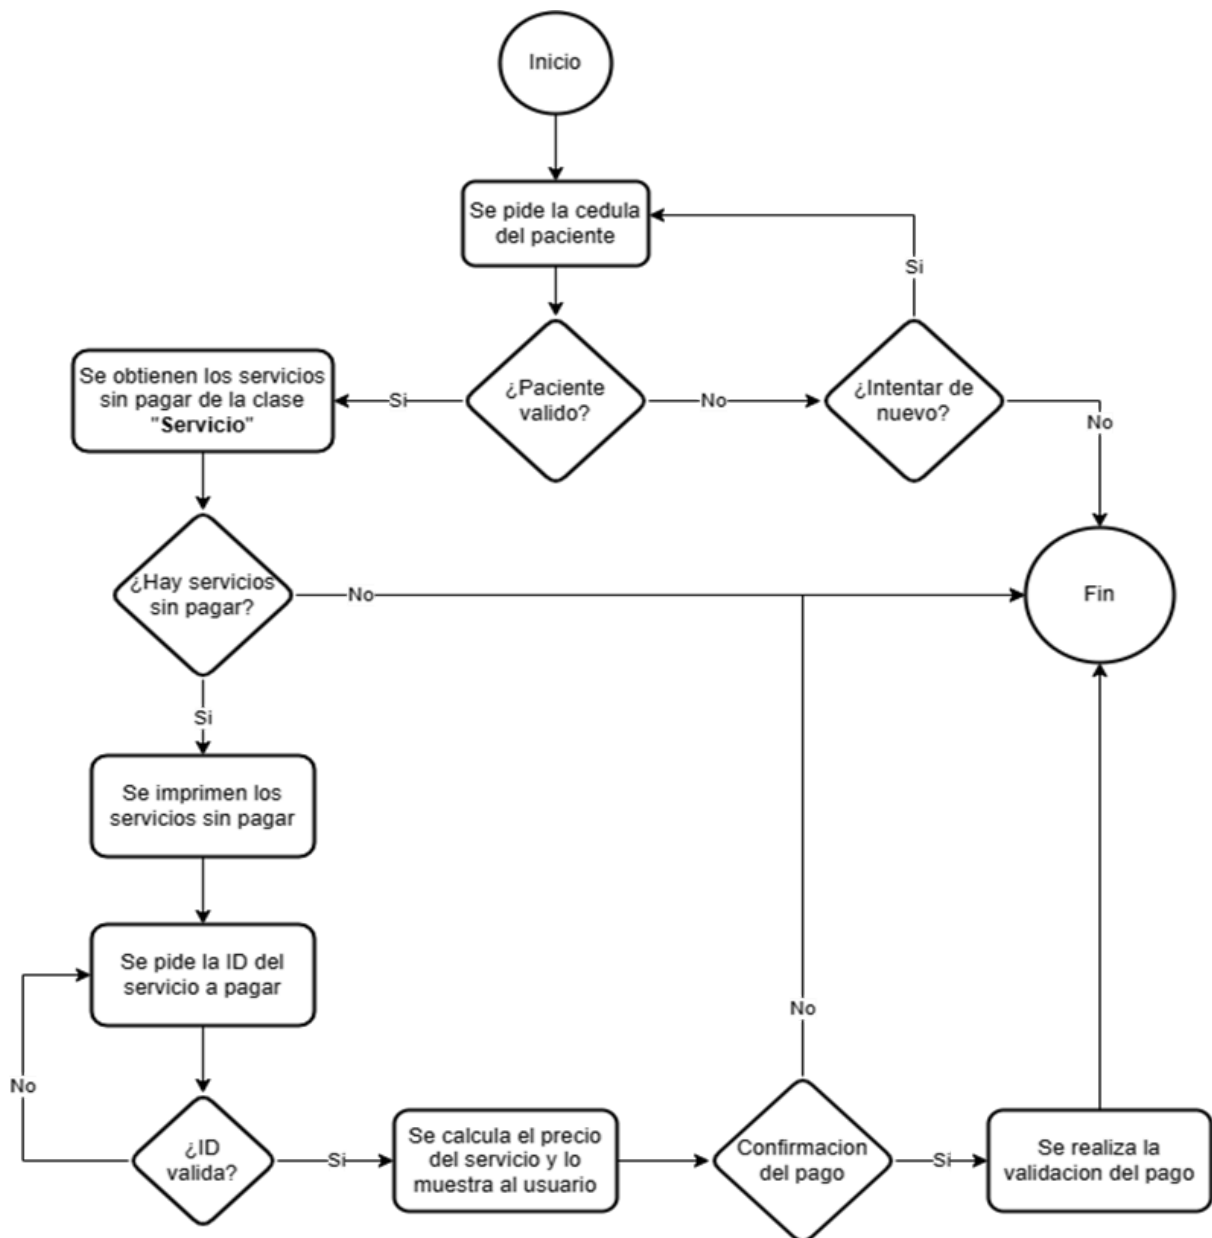 Inicio
Se pide la cedula
del paciente
Si
¿Paciente
valido?
¿Intentar de
nuevo?
Se obtienen los servicios
sin pagar de la clase
"Servicio"
Si
No
No
¿Hay servicios
sin pagar?
No
Fin
Si
Se imprimen los
servicios sin pagar
Se pide la ID del
servicio a pagar
No
No
¿ID
valida?
Si
Se calcula el precio
del servicio y lo
muestra al usuario
Confirmacion
del pago
Si
Se realiza la
validacion del pago